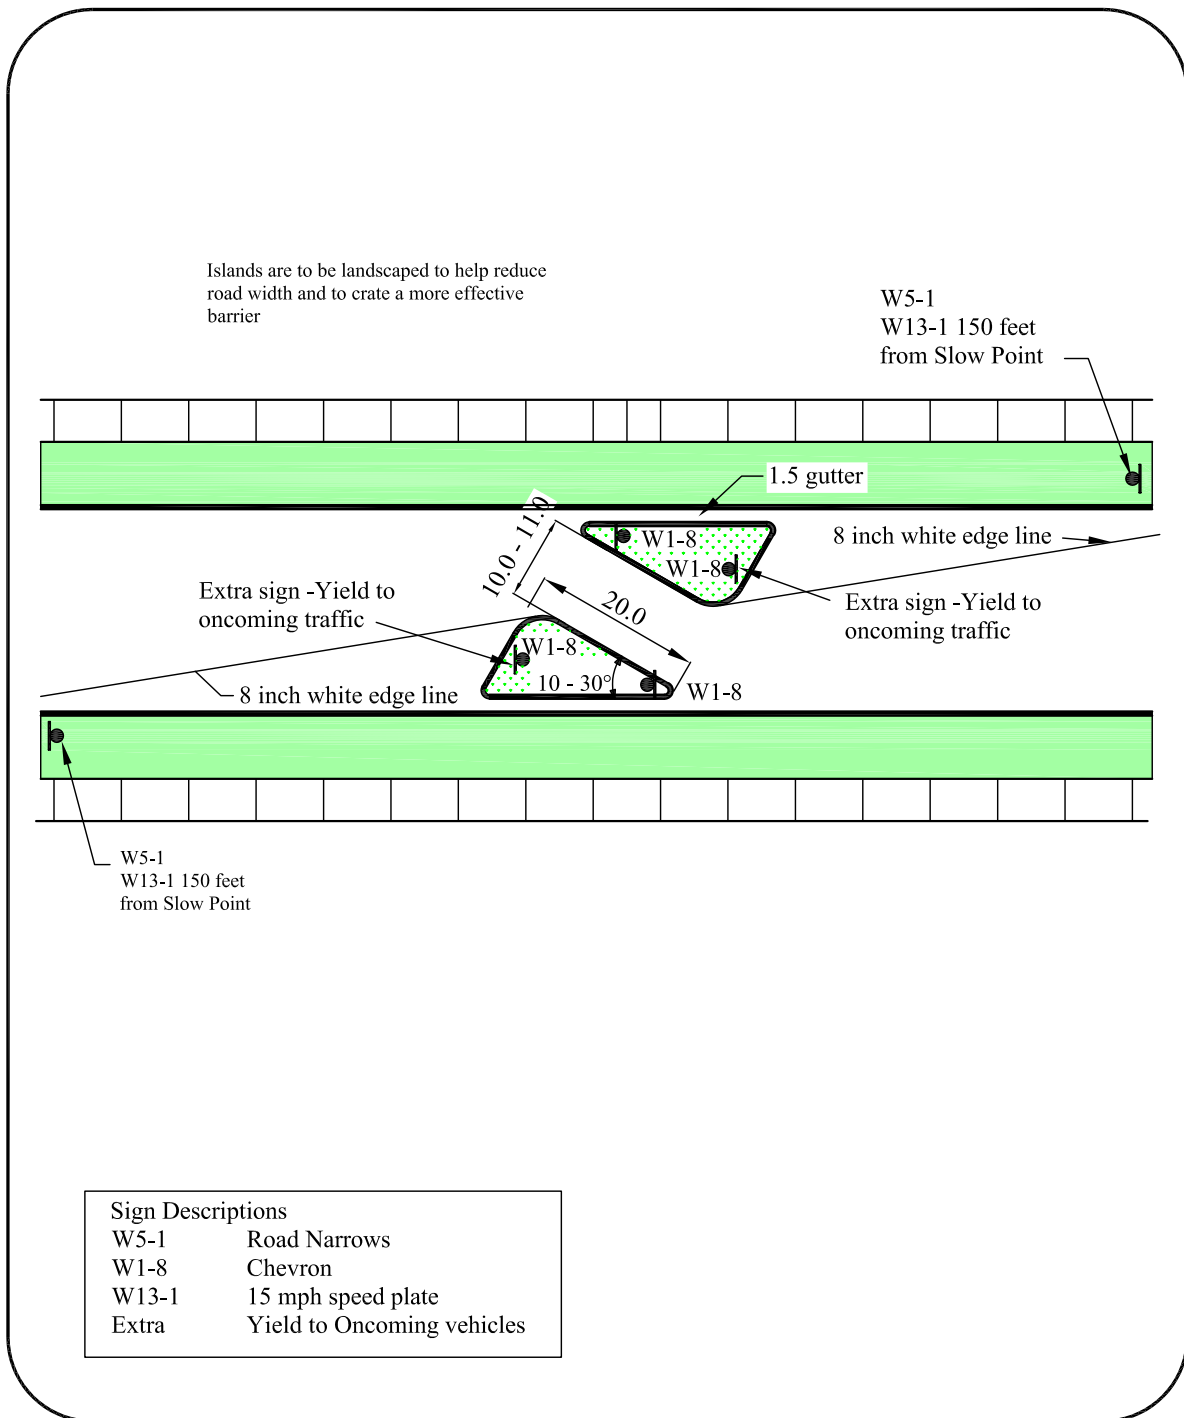 Islands are to be landscaped to help reduce
road width and to crate a more effective
barrier
W5-1
W13-1 150 feet
from Slow Point
1.5 gutter
10.0 - 11.0
W1-8
8 inch white edge line
W1-8
Extra sign -Yield to
oncoming traffic
20.0
Extra sign -Yield to
oncoming traffic
W1-8
10 - 30°
W1-8
8 inch white edge line
W5-1
W13-1 150 feet
from Slow Point
Sign Descriptions
W5-1 Road Narrows
W1-8 Chevron
W13-1 15 mph speed plate
Extra Yield to Oncoming vehicles